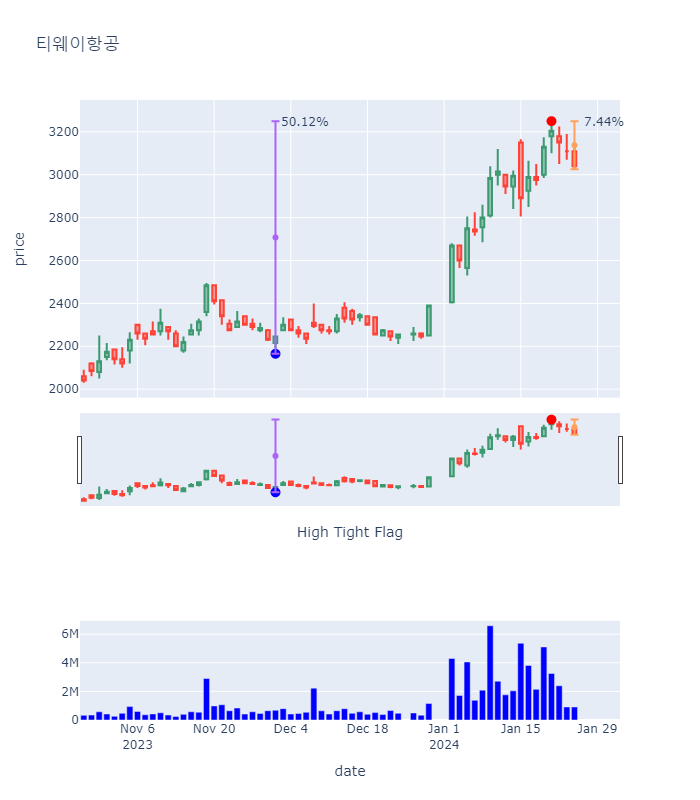 티웨이항공
50.12%
7.44%
3200
3000
2800
2600
2400
2200
2000
price
High Tight Flag
6M
4M
2M
0
Nov 6 Nov 20 Dec 4 Dec 18 Jan 1 Jan 15 Jan 29
2023 2024
date